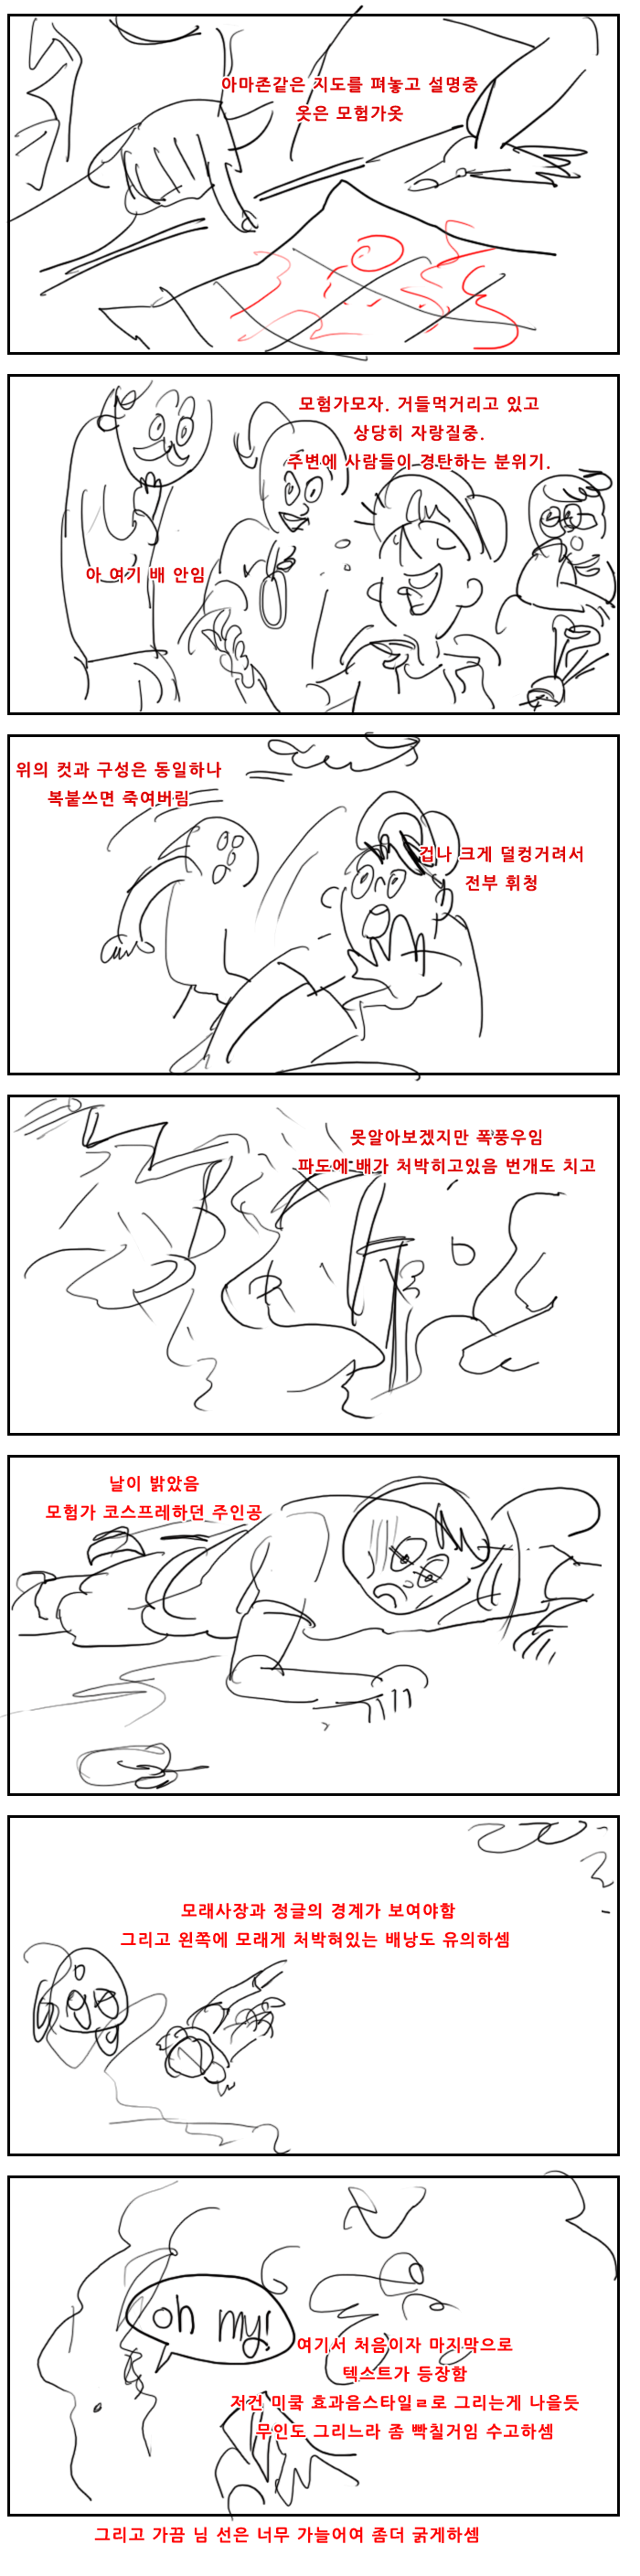 아마존같은 지도를 펴놓고 설명중
옷은 모험가옷
모험가모자. 거들먹거리고 있고
상당히 자랑질중.
주변에 사람들이 경탄하는 분위기.
아 여기 배 안임
위의 컷과 구성은 동일하나
복붙쓰면 죽여버림
겁나 크게 덜컹거려서
전부 휘청
못알아보겠지만 폭풍우임
파도에 배가 처박히고있음 번개도 치고
날이 밝았음
모험가 코스프레하던 주인공
모래사장과 정글의 경계가 보여야함
그리고 왼쪽에 모래게 처박혀있는 배낭도 유의하셈
oh my!
여기서 처음이자 마지막으로
텍스트가 등장함
저건 미쿸 효과음스타일ㄹ로 그리는게 나을듯
무인도 그리느라 좀 빡칠거임 수고하셈
그리고 가끔 님 선은 너무 가늘어여 좀더 굵게하셈